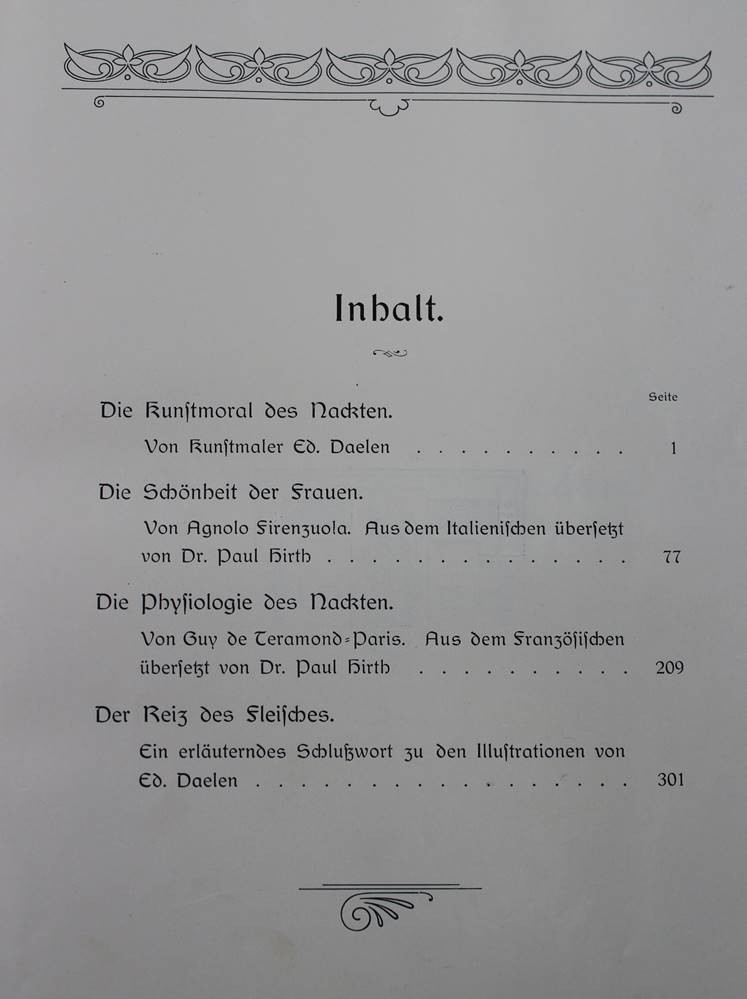 Inhalt.
Seite
Die Kunſtmoral des Nackten.
Von Kunſtmaler Ed. Daelen . . . . . . . . . . 1
Die Schönheit der Frauen.
Von Agnolo Firenzuola. Aus dem Italieniſchen überſetzt
von Dr. Paul Hirth . . . . . . . . . . . . . . 77
Die Phyſiologie des Nackten.
Von Guy de Teramond=Paris. Aus dem Franzöſiſchen
überſetzt von Dr. Paul Hirth . . . . . . . . . . 209
Der Reiz des Fleiſches.
Ein erläuterndes Schlußwort zu den Illuſtrationen von
Ed. Daelen . . . . . . . . . . . . . . . . . 301